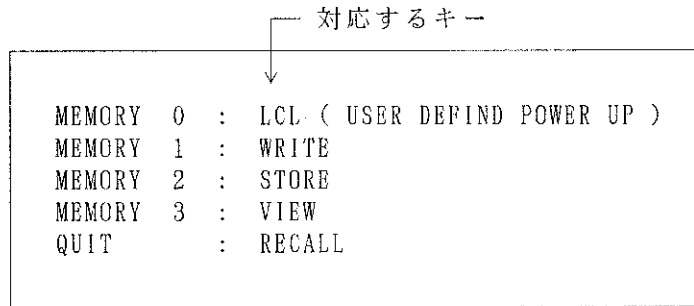 対応するキー
MEMORY 0 : LCL ( USER DEFIND POWER UP )
MEMORY 1 : WRITE
MEMORY 2 : STORE
MEMORY 3 : VIEW
QUIT : RECALL